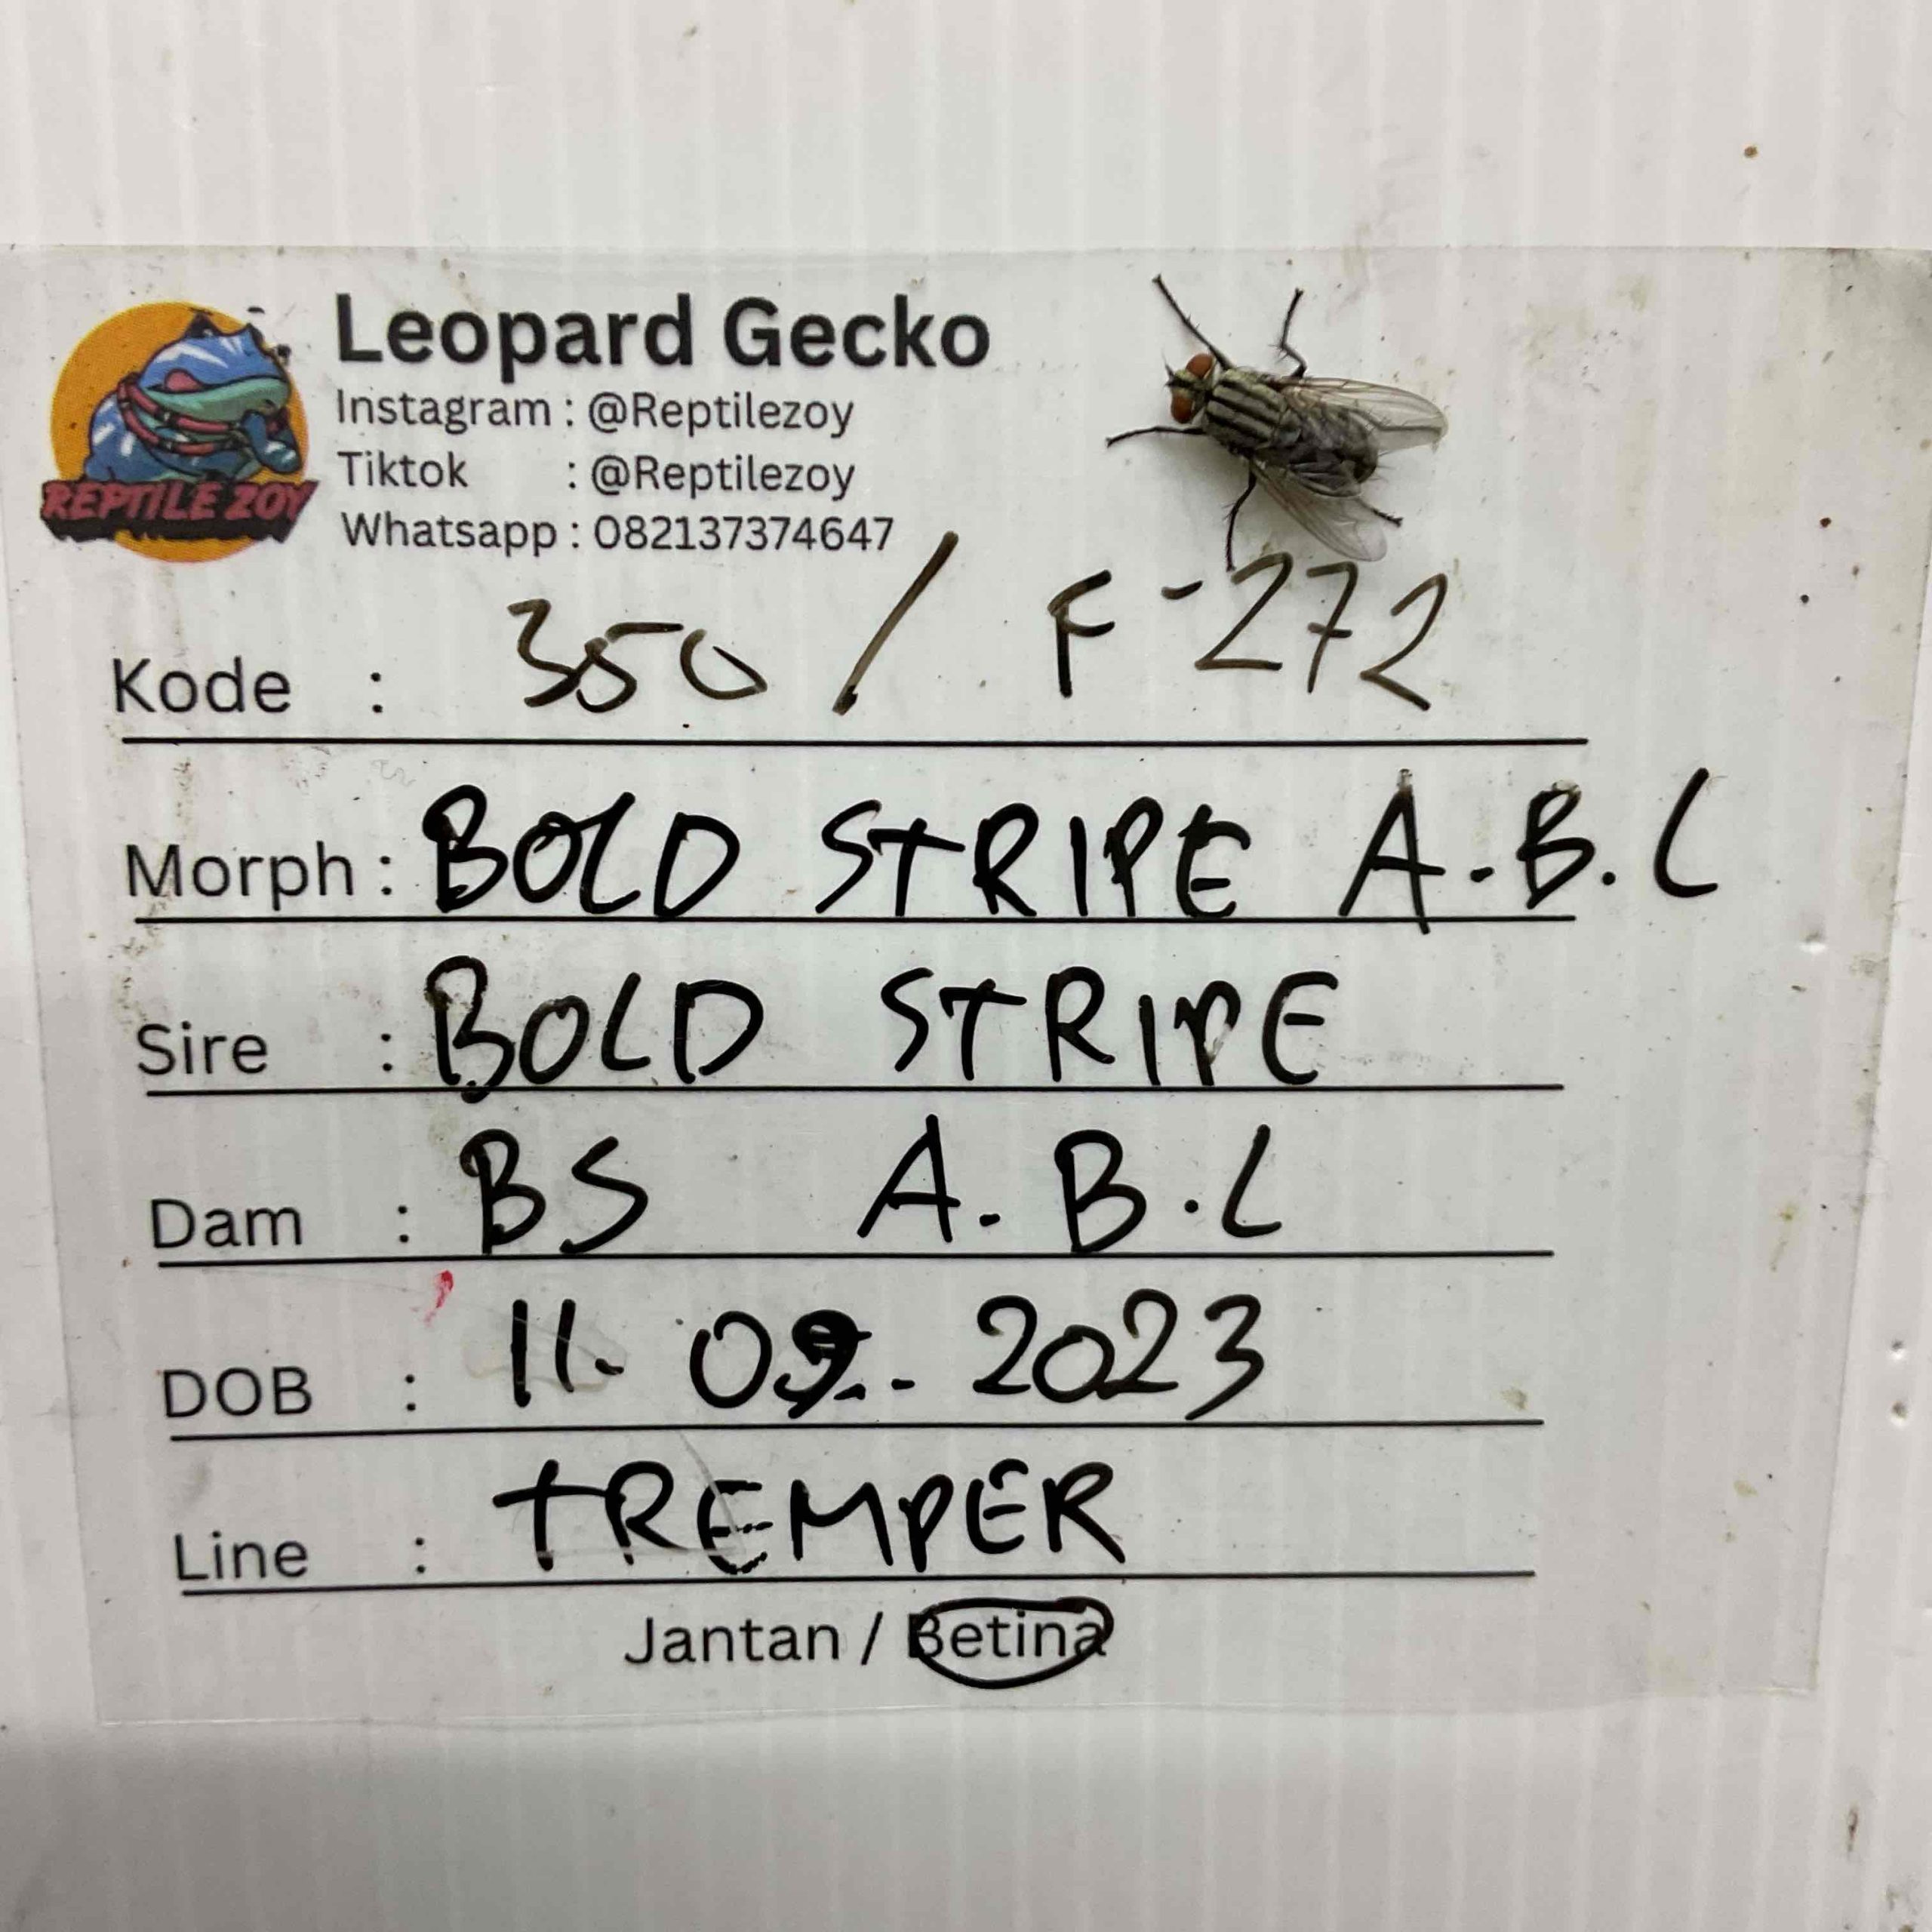 REPTILE ZOY
Leopard Gecko
Instagram : @Reptilezoy
Tiktok : @Reptilezoy
Whatsapp : 082137374647
Kode : 350 / F-272
Morph : BOLD STRIPE A.B.L
Sire : BOLD STRIPE
Dam : BS A.B.L
DOB : 11. 09. 2023
Line : TREMPER
Jantan / Betina